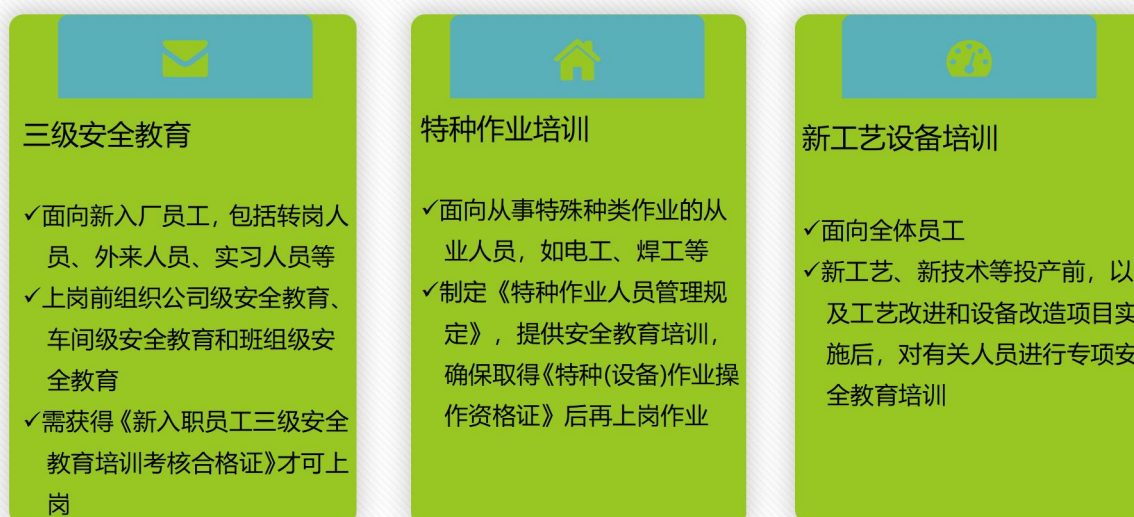 三级安全教育
✓面向新入厂员工,包括转岗人
员、外来人员、实习人员等
✓上岗前组织公司级安全教育、
车间级安全教育和班组级安
全教育
✓需获得《新入职员工三级安全
教育培训考核合格证》才可上
岗
特种作业培训
✓面向从事特殊种类作业的从
业人员，如电工、焊工等
✓制定《特种作业人员管理规
定》，提供安全教育培训，
确保取得《特种(设备)作业操
作资格证》后再上岗作业
新工艺设备培训
✓面向全体员工
✓新工艺、新技术等投产前，以
及工艺改进和设备改造项目实
施后，对有关人员进行专项安
全教育培训